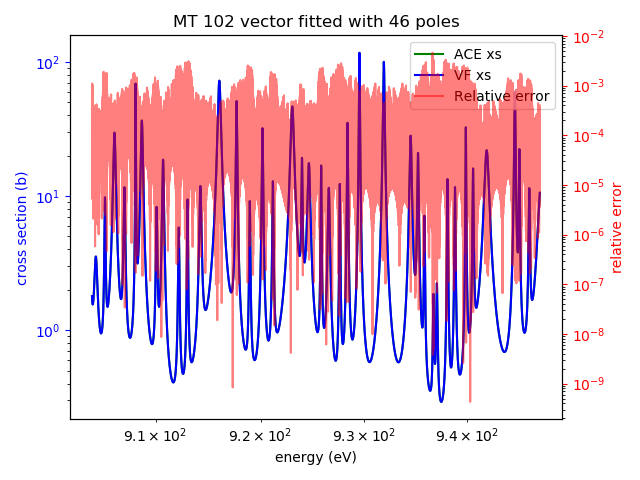 MT 102 vector fitted with 46 poles
ACE xs
VF xs
Relative error
cross section (b)
10² 10¹ 10⁰
10⁻² 10⁻³ 10⁻⁴ 10⁻⁵ 10⁻⁶ 10⁻⁷ 10⁻⁸ 10⁻⁹
relative error
9.1 × 10² 9.2 × 10² 9.3 × 10² 9.4 × 10²
energy (eV)